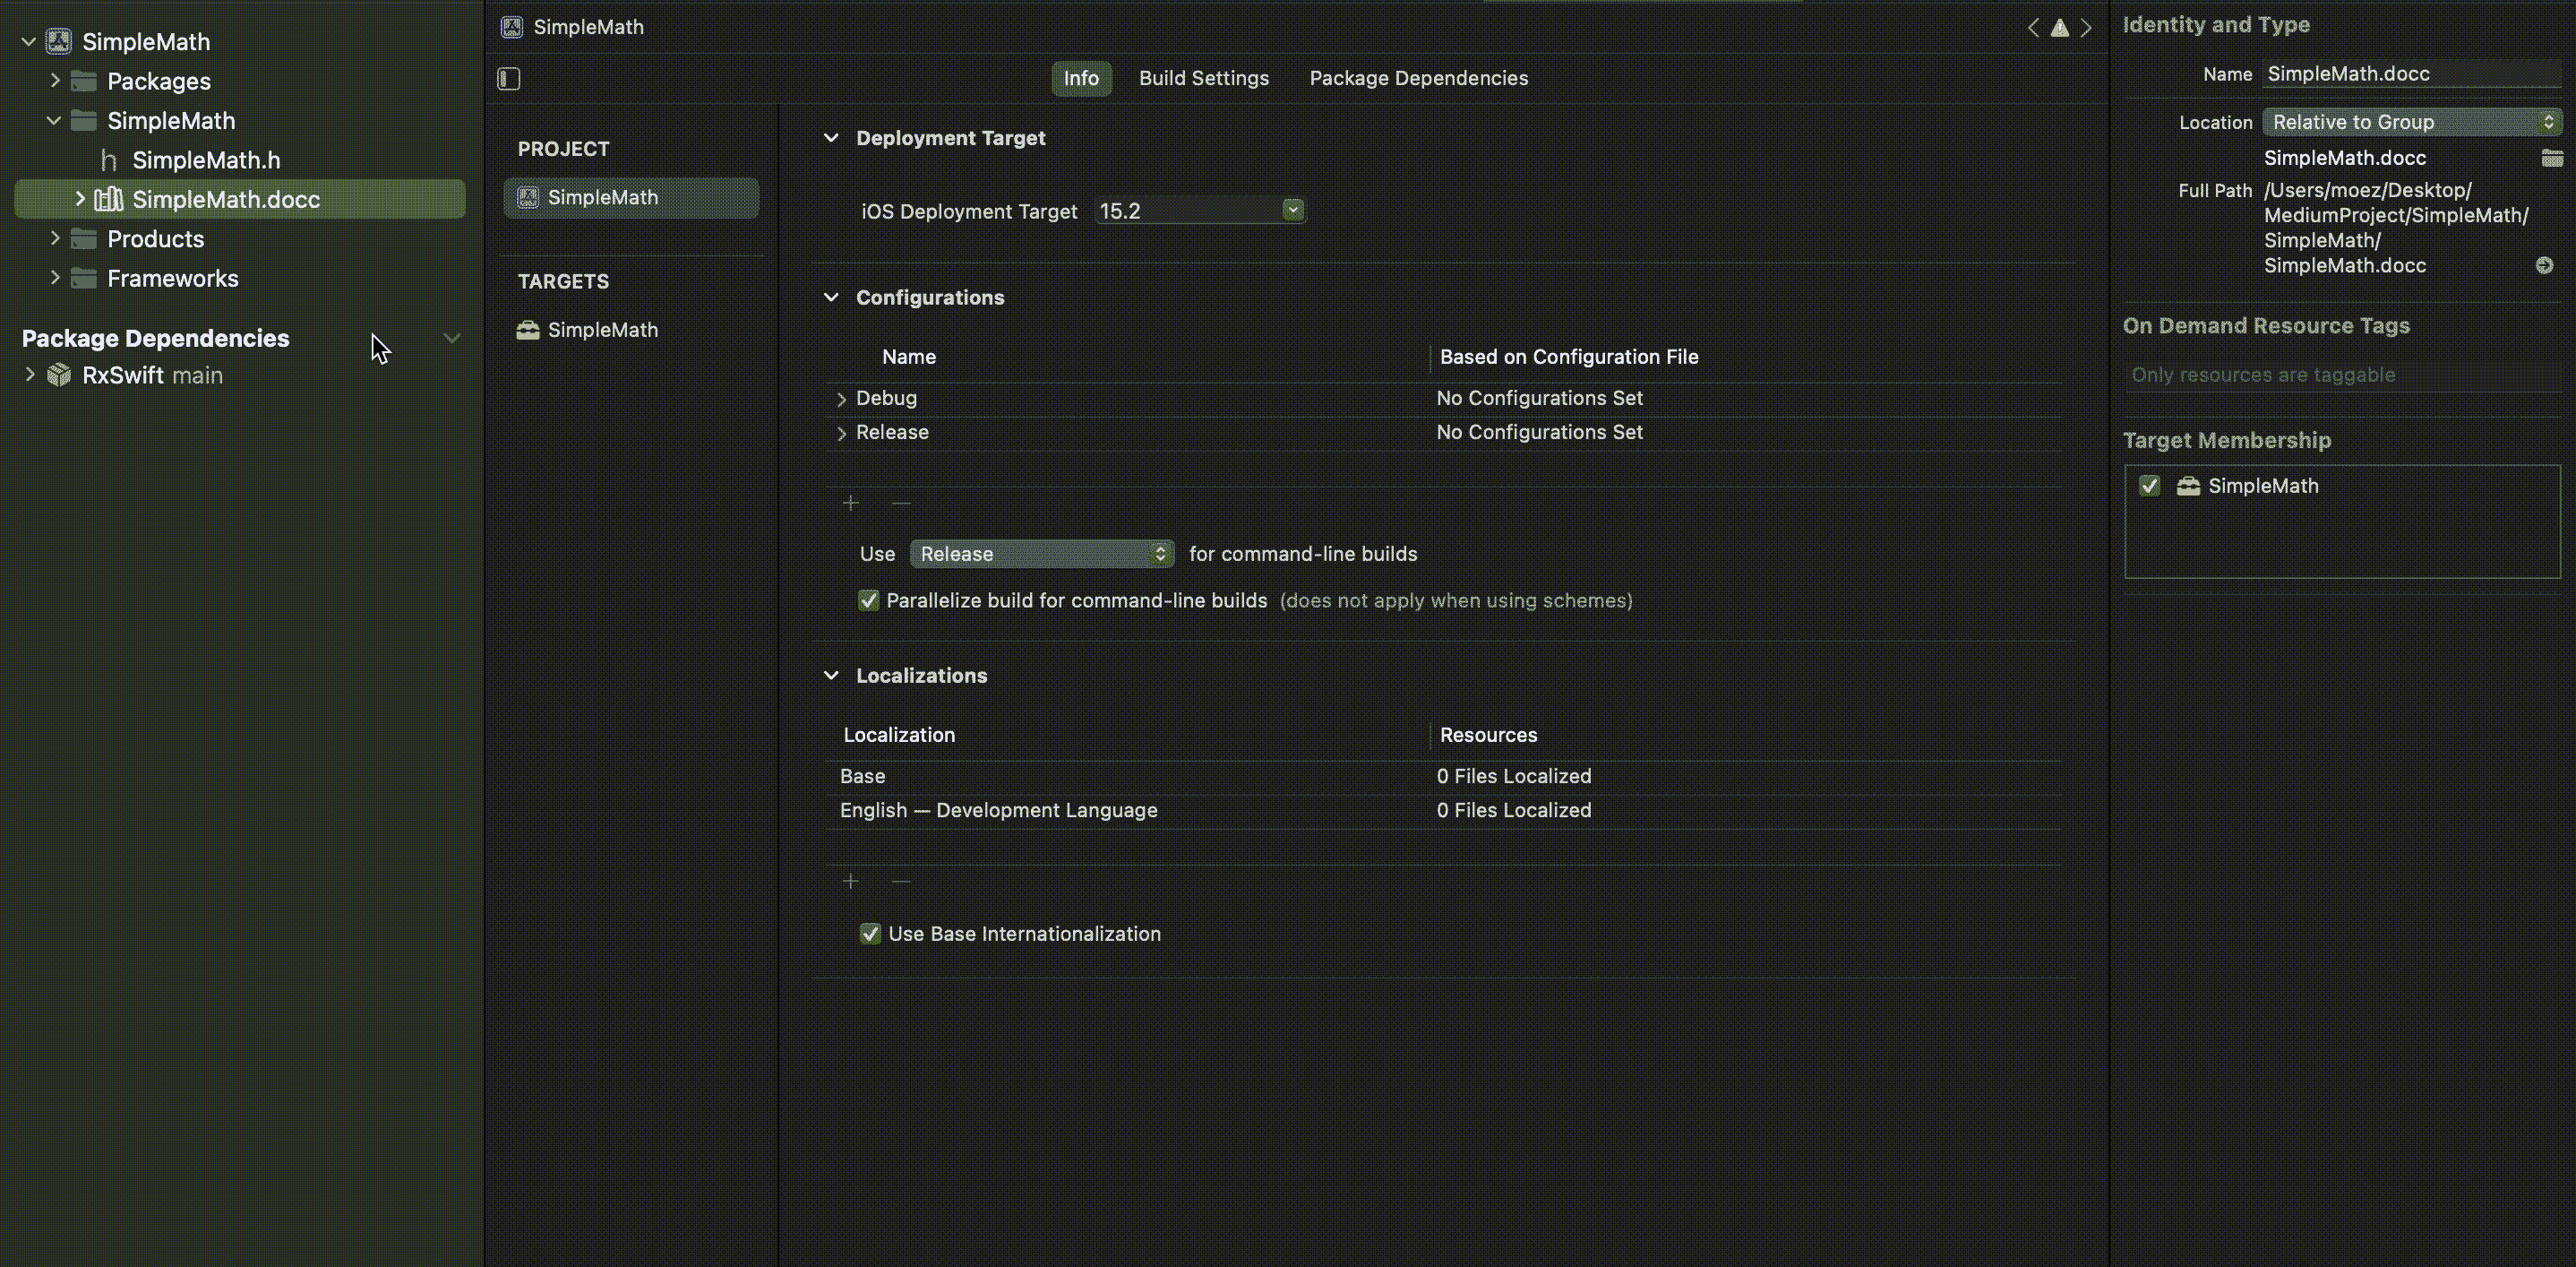 SimpleMath
Packages
SimpleMath
h SimpleMath.h
SimpleMath.docc
Products
Frameworks
Package Dependencies
RxSwift main
SimpleMath
Info Build Settings Package Dependencies
PROJECT
SimpleMath
TARGETS
SimpleMath
Deployment Target
iOS Deployment Target 15.2
Configurations
Name Based on Configuration File
Debug No Configurations Set
Release No Configurations Set
Use Release for command-line builds
Parallelize build for command-line builds (does not apply when using schemes)
Localizations
Localization Resources
Base 0 Files Localized
English — Development Language 0 Files Localized
Use Base Internationalization
Identity and Type
Name SimpleMath.docc
Location Relative to Group
SimpleMath.docc
Full Path /Users/moez/Desktop/
MediumProject/SimpleMath/
SimpleMath/
SimpleMath.docc
On Demand Resource Tags
Only resources are taggable
Target Membership
SimpleMath